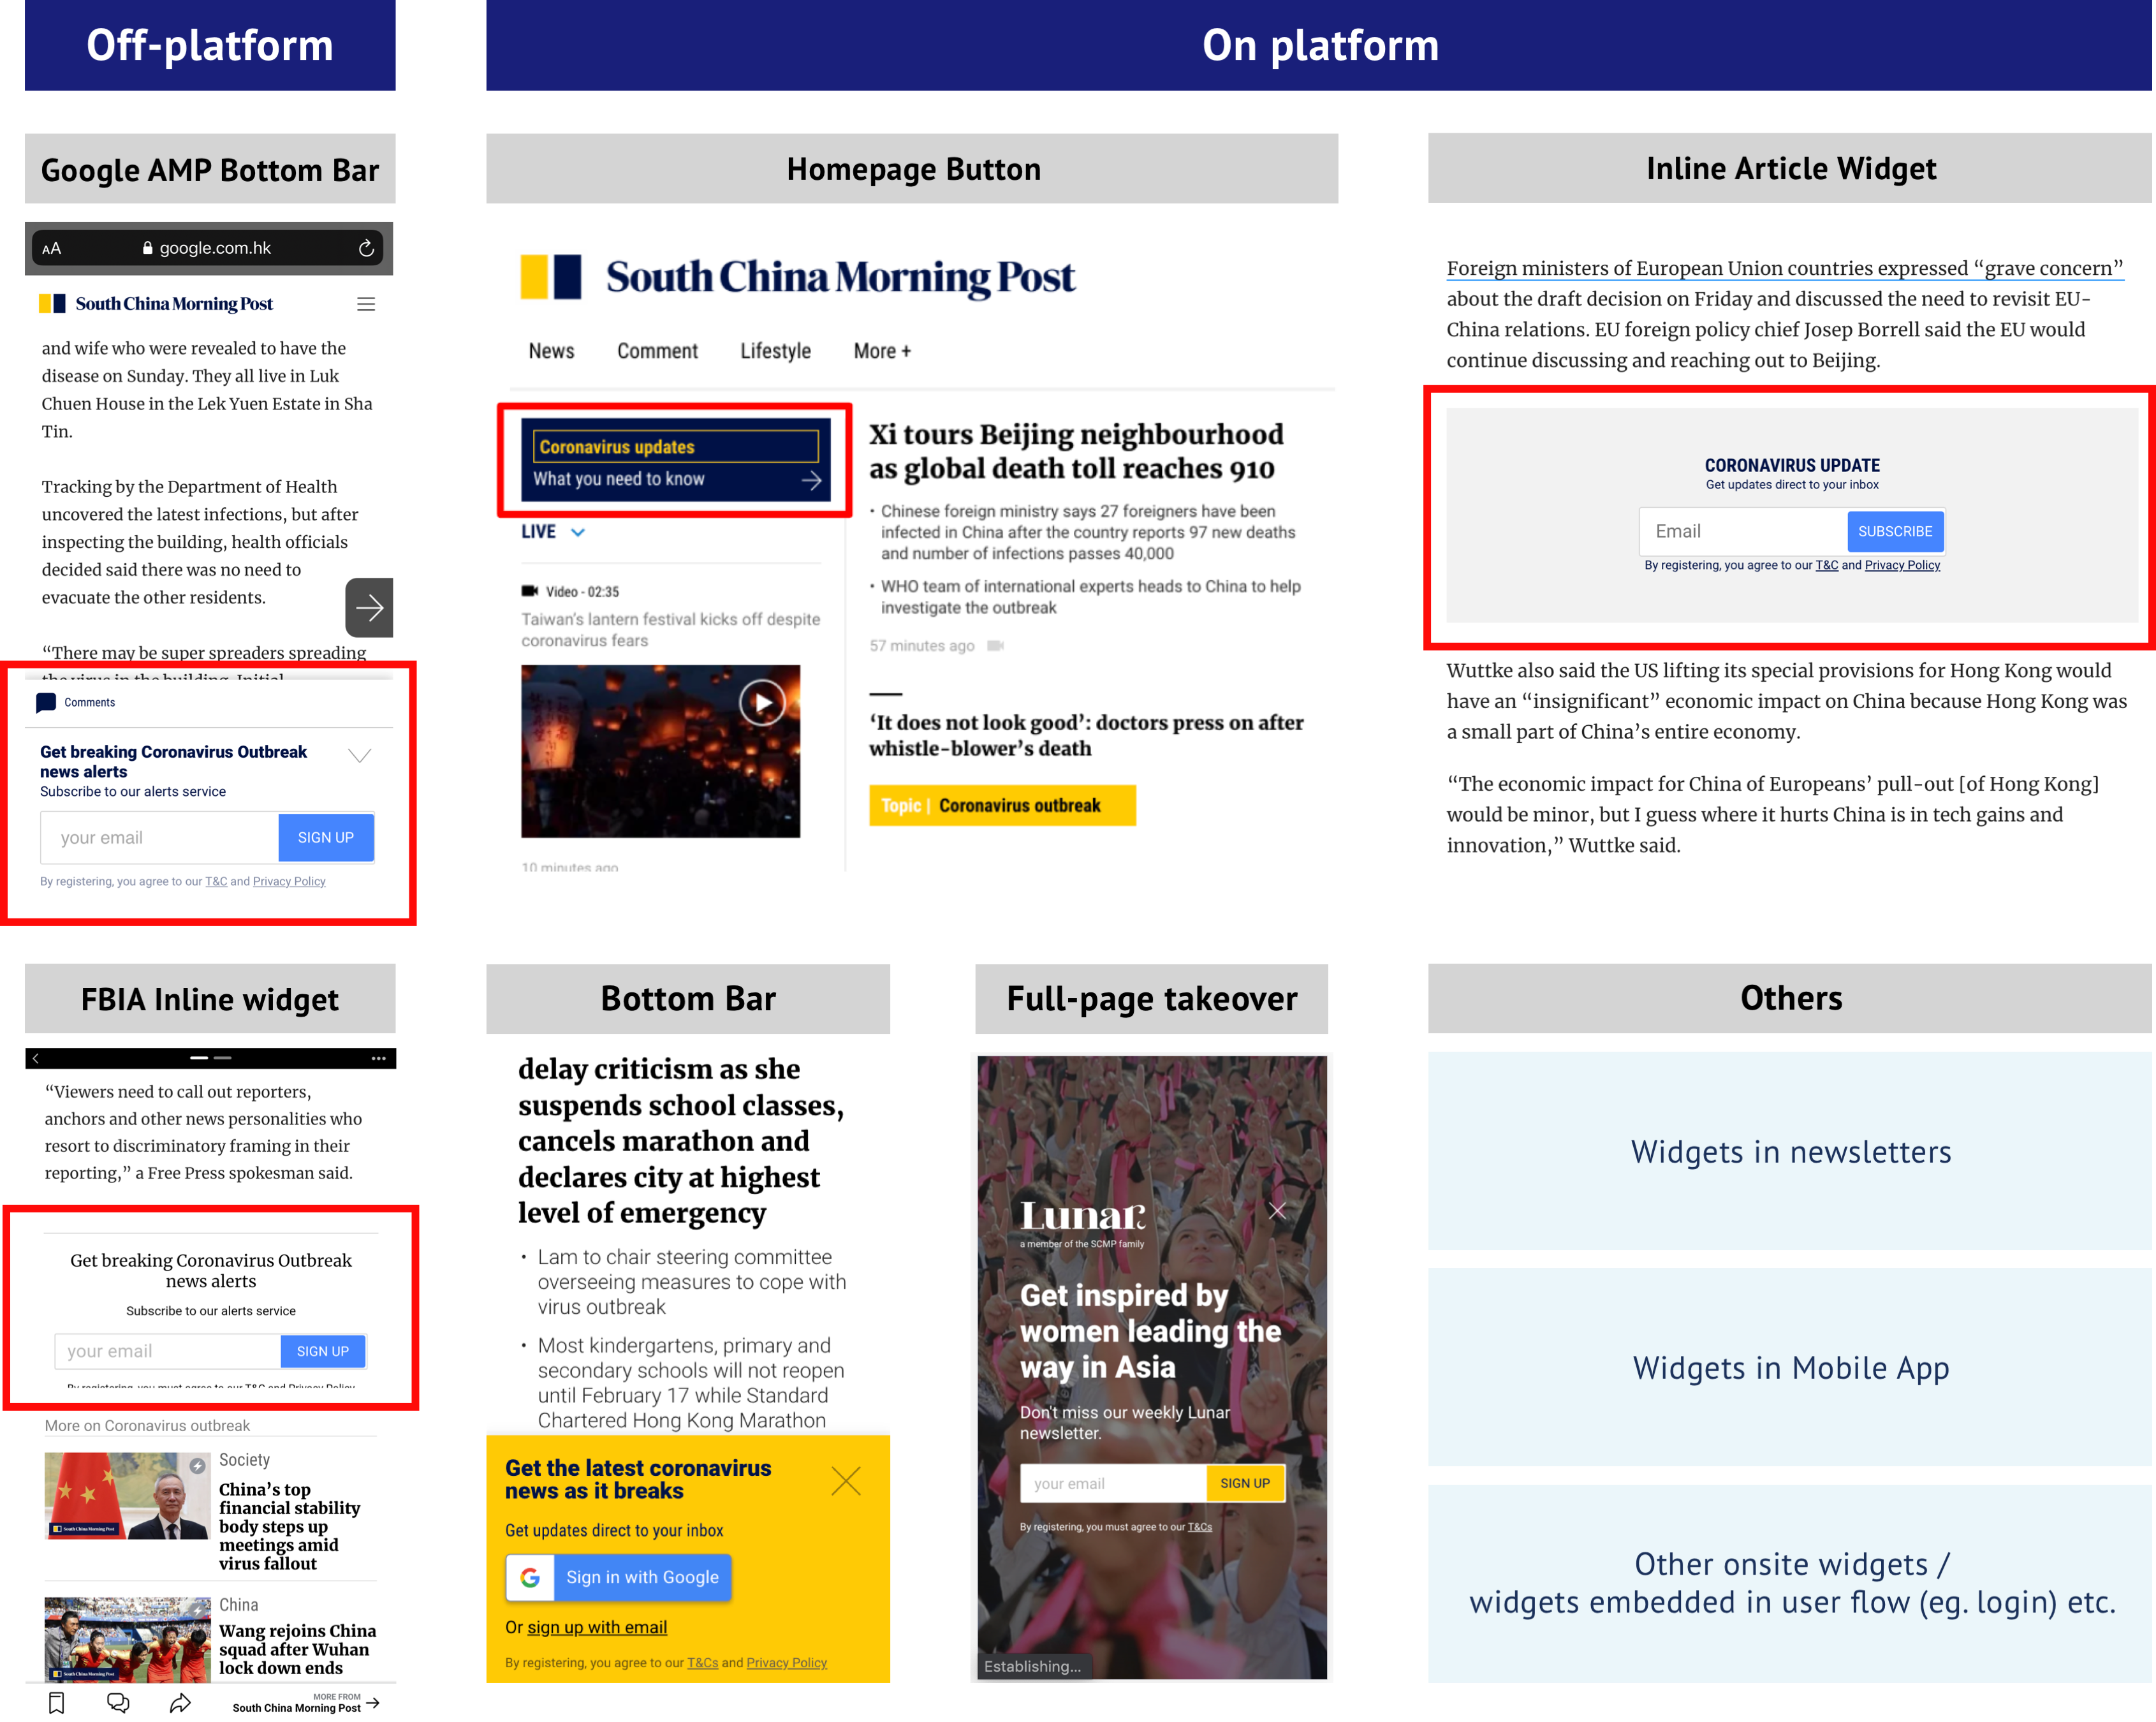 Off-platform
On platform
Google AMP Bottom Bar
AA
google.com.hk
South China Morning Post
and wife who were revealed to have the
disease on Sunday. They all live in Luk
Chuen House in the Lek Yuen Estate in Sha
Tin.
Tracking by the Department of Health
uncovered the latest infections, but after
inspecting the building, health officials
decided said there was no need to
evacuate the other residents.
“There may be super spreaders spreading
the virus in the building. Initial
Comments
Get breaking Coronavirus Outbreak
news alerts
Subscribe to our alerts service
your email
SIGN UP
By registering, you agree to our T&C and Privacy Policy
Homepage Button
South China Morning Post
News
Comment
Lifestyle
More +
Coronavirus updates
What you need to know
LIVE
Video - 02:35
Taiwan’s lantern festival kicks off despite
coronavirus fears
10 minutes ago
Xi tours Beijing neighbourhood
as global death toll reaches 910
• Chinese foreign ministry says 27 foreigners have been
infected in China after the country reports 97 new deaths
and number of infections passes 40,000
• WHO team of international experts heads to China to help
investigate the outbreak
57 minutes ago
‘It does not look good’: doctors press on after
whistle-blower’s death
Topic | Coronavirus outbreak
Inline Article Widget
Foreign ministers of European Union countries expressed “grave concern”
about the draft decision on Friday and discussed the need to revisit EU-
China relations. EU foreign policy chief Josep Borrell said the EU would
continue discussing and reaching out to Beijing.
CORONAVIRUS UPDATE
Get updates direct to your inbox
Email
SUBSCRIBE
By registering, you agree to our T&C and Privacy Policy
Wuttke also said the US lifting its special provisions for Hong Kong would
have an “insignificant” economic impact on China because Hong Kong was
a small part of China’s entire economy.
“The economic impact for China of Europeans’ pull-out [of Hong Kong]
would be minor, but I guess where it hurts China is in tech gains and
innovation,” Wuttke said.
FBIA Inline widget
“Viewers need to call out reporters,
anchors and other news personalities who
resort to discriminatory framing in their
reporting,” a Free Press spokesman said.
Get breaking Coronavirus Outbreak
news alerts
Subscribe to our alerts service
your email
SIGN UP
By registering, you must agree to our T&C and Privacy Policy
More on Coronavirus outbreak
Society
China’s top
financial stability
body steps up
meetings amid
virus fallout
South China Morning Post
China
Wang rejoins China
squad after Wuhan
lock down ends
South China Morning Post
MORE FROM
South China Morning Post
Bottom Bar
delay criticism as she
suspends school classes,
cancels marathon and
declares city at highest
level of emergency
• Lam to chair steering committee
overseeing measures to cope with
virus outbreak
• Most kindergartens, primary and
secondary schools will not reopen
until February 17 while Standard
Chartered Hong Kong Marathon
Get the latest coronavirus
news as it breaks
Get updates direct to your inbox
G
Sign in with Google
Or sign up with email
By registering, you agree to our T&Cs and Privacy Policy
Full-page takeover
Lunar
a member of the SCMP family
Get inspired by
women leading the
way in Asia
Don't miss our weekly Lunar
newsletter.
your email
SIGN UP
By registering, you must agree to our T&Cs
Establishing...
Others
Widgets in newsletters
Widgets in Mobile App
Other onsite widgets /
widgets embedded in user flow (eg. login) etc.